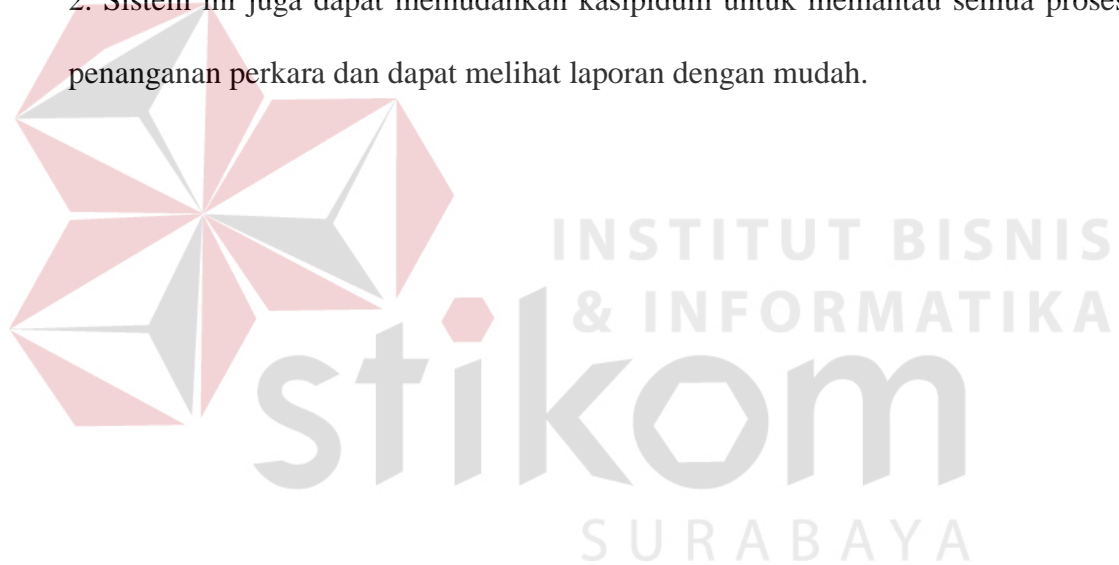 2. Sistem ini juga dapat memudahkan kasipidum untuk memantau semua proses
penanganan perkara dan dapat melihat laporan dengan mudah.
INSTITUT BISNIS
& INFORMATIKA
stikom
SURABAYA